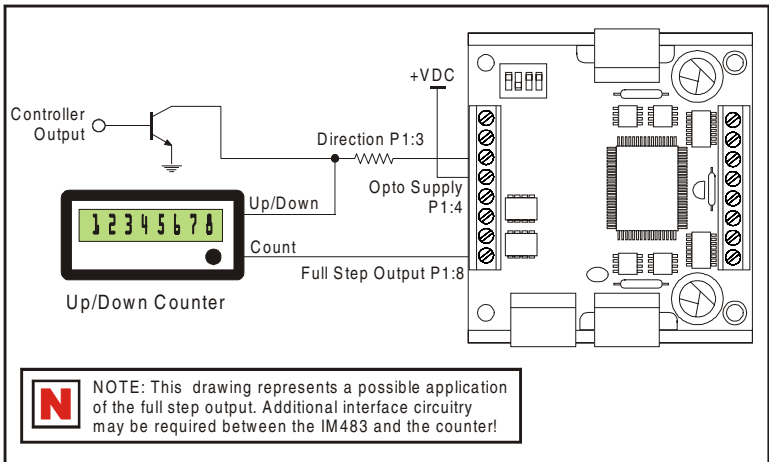 +VDC
Controller
Output
Direction P1:3
Opto Supply
P1:4
Up/Down
12345678
Count
Full Step Output P1:8
Up/Down Counter
N
NOTE: This drawing represents a possible application
of the full step output. Additional interface circuitry
may be required between the IM483 and the counter!